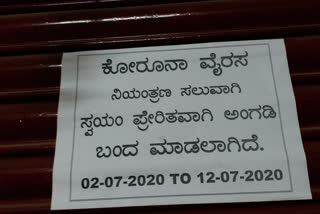 ಕೋರೂನಾ ವೈರಸ
ನಿಯಂತ್ರಣ ಸಲುವಾಗಿ
ಸ್ವಯಂ ಪ್ರೇರಿತವಾಗಿ ಅಂಗಡಿ
ಬಂದ ಮಾಡಲಾಗಿದೆ.
02-07-2020 TO 12-07-2020